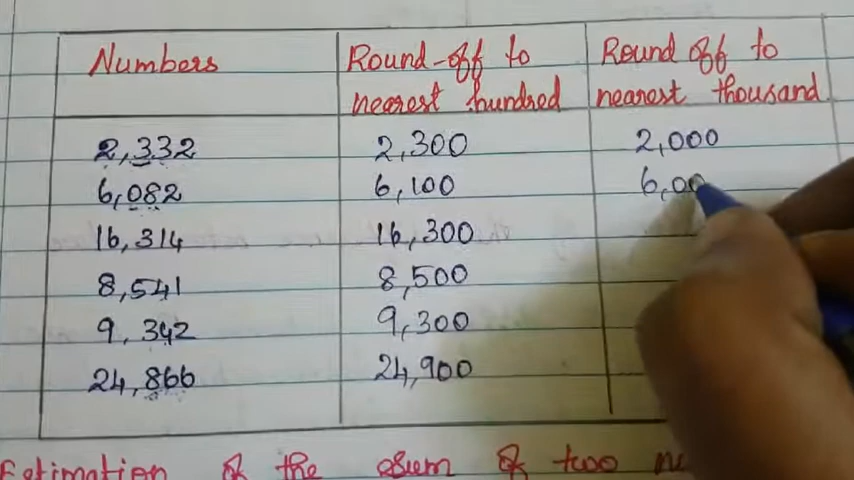 Numbers Round-off to nearest hundred Round off to nearest thousand
2,332 2,300 2,000
6,082 6,100 6,00
16,314 16,300
8,541 8,500
9,342 9,300
24,866 24,900
Estimation of the sum of two